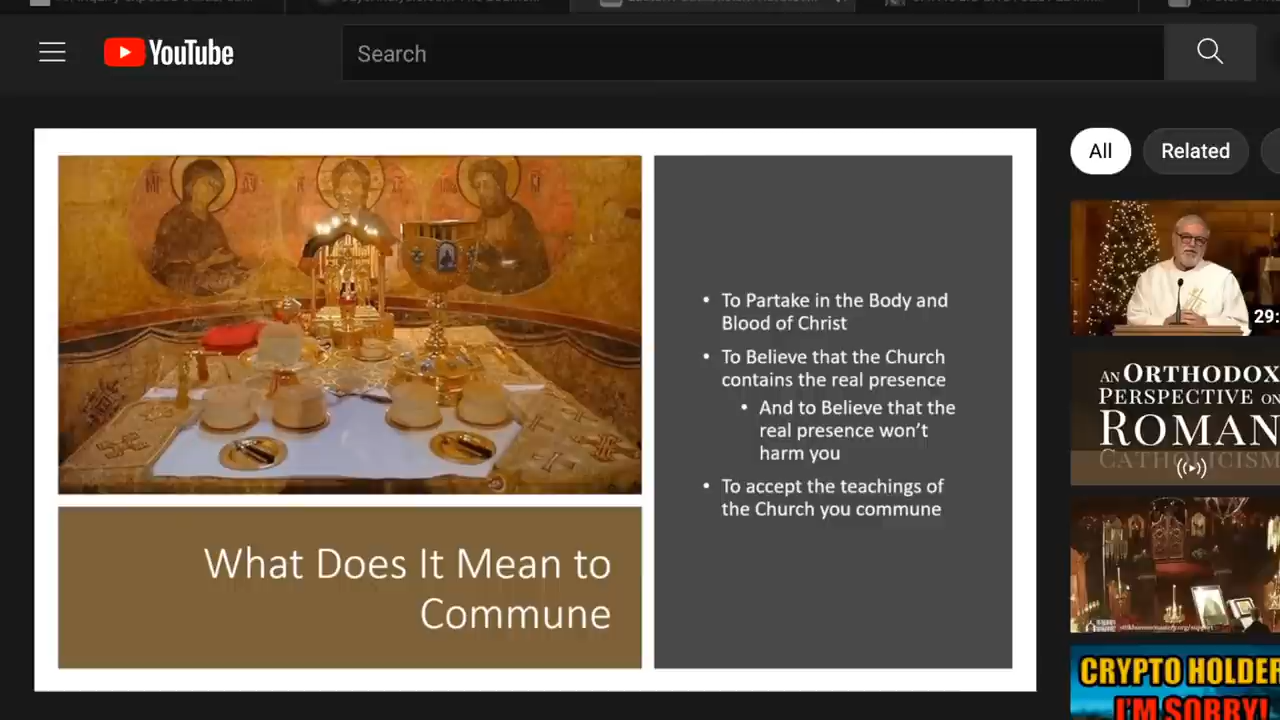 YouTube
Search
All
Related
To Partake in the Body and
Blood of Christ
To Believe that the Church
contains the real presence
And to Believe that the
real presence won't
harm you
To accept the teachings of
the Church you commune
What Does It Mean to
Commune
29:
AN ORTHODOX
PERSPECTIVE ON
ROMAN
CATHOLICISM
CRYPTO HOLDER
I'M SORRY!